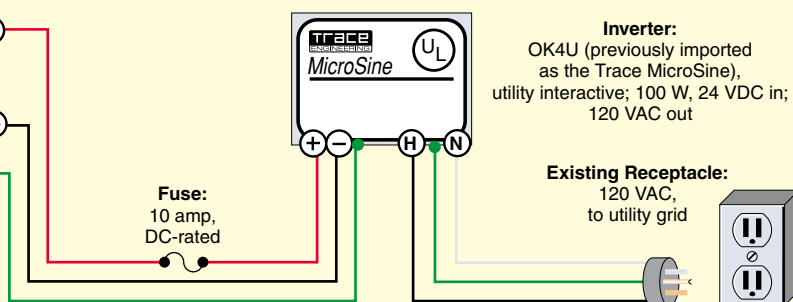 Trace
ENGINEERING
MicroSine
UL
Inverter:
OK4U (previously imported
as the Trace MicroSine),
utility interactive; 100 W, 24 VDC in;
120 VAC out
+
–
H
N
Fuse:
10 amp,
DC-rated
Existing Receptacle:
120 VAC,
to utility grid